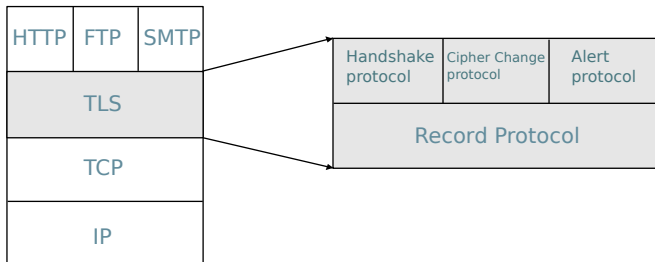 HTTP FTP SMTP
TLS
TCP
IP
Handshake
protocol
Cipher Change
protocol
Alert
protocol
Record Protocol